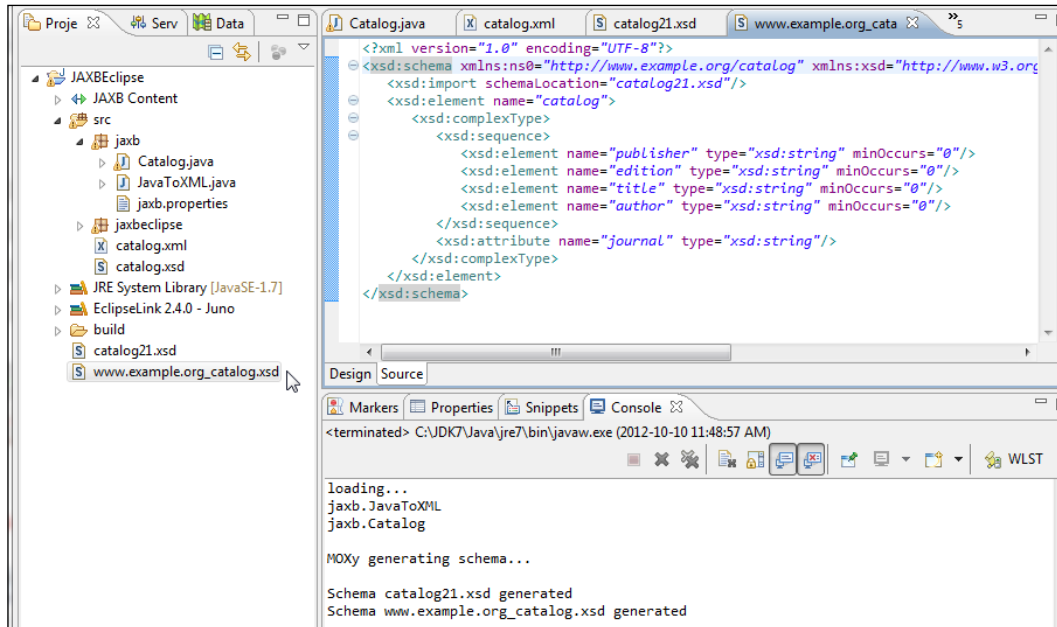 Proje Serv Data
JAXBEclipse
JAXB Content
src
jaxb
Catalog.java
JavaToXML.java
jaxb.properties
jaxbeclipse
catalog.xml
catalog.xsd
JRE System Library [JavaSE-1.7]
EclipseLink 2.4.0 - Juno
build
catalog21.xsd
www.example.org_catalog.xsd
Catalog.java catalog.xml catalog21.xsd www.example.org_cata »5
<?xml version="1.0" encoding="UTF-8"?>
<xsd:schema xmlns:ns0="http://www.example.org/catalog" xmlns:xsd="http://www.w3.org
<xsd:import schemaLocation="catalog21.xsd"/>
<xsd:element name="catalog">
<xsd:complexType>
<xsd:sequence>
<xsd:element name="publisher" type="xsd:string" minOccurs="0"/>
<xsd:element name="edition" type="xsd:string" minOccurs="0"/>
<xsd:element name="title" type="xsd:string" minOccurs="0"/>
<xsd:element name="author" type="xsd:string" minOccurs="0"/>
</xsd:sequence>
<xsd:attribute name="journal" type="xsd:string"/>
</xsd:complexType>
</xsd:element>
</xsd:schema>
Design Source
Markers Properties Snippets Console
<terminated> C:\JDK7\Java\jre7\bin\javaw.exe (2012-10-10 11:48:57 AM)
WLST
loading...
jaxb.JavaToXML
jaxb.Catalog
MOXy generating schema...
Schema catalog21.xsd generated
Schema www.example.org_catalog.xsd generated